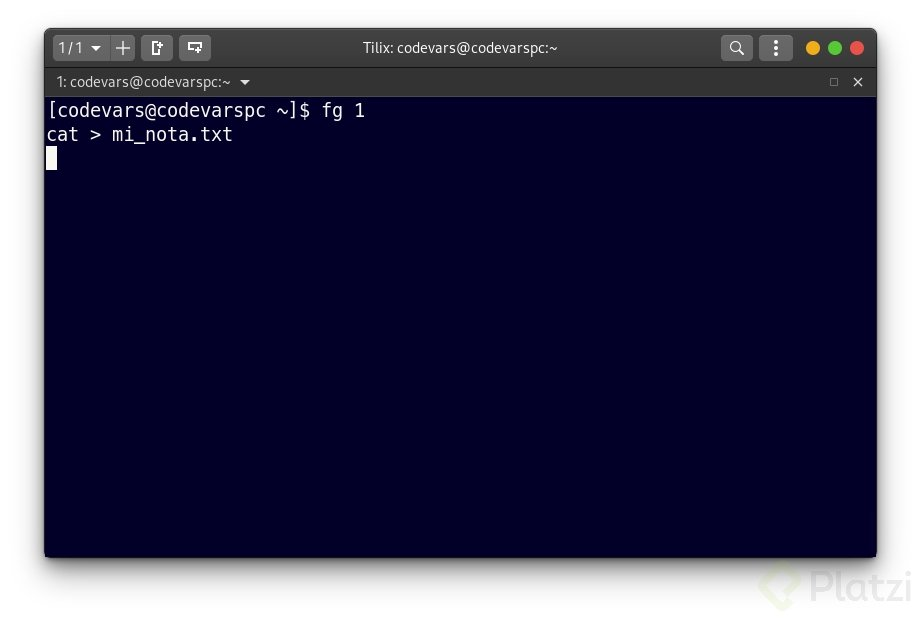 1/1
Tilix: codevars@codevarspc:~
1: codevars@codevarspc:~
[codevars@codevarspc ~]$ fg 1
cat > mi_nota.txt
Platzi